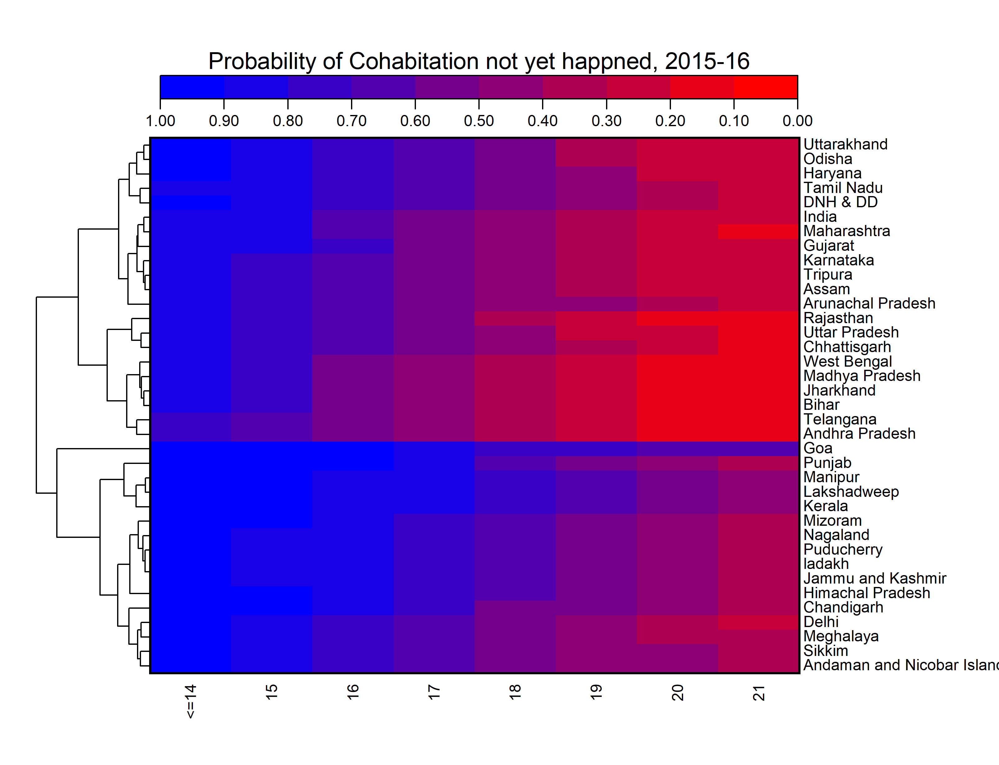 Probability of Cohabitation not yet happned, 2015-16
1.00 0.90 0.80 0.70 0.60 0.50 0.40 0.30 0.20 0.10 0.00
Uttarakhand
Odisha
Haryana
Tamil Nadu
DNH & DD
India
Maharashtra
Gujarat
Karnataka
Tripura
Assam
Arunachal Pradesh
Rajasthan
Uttar Pradesh
Chhattisgarh
West Bengal
Madhya Pradesh
Jharkhand
Bihar
Telangana
Andhra Pradesh
Goa
Punjab
Manipur
Lakshadweep
Kerala
Mizoram
Nagaland
Puducherry
ladakh
Jammu and Kashmir
Himachal Pradesh
Chandigarh
Delhi
Meghalaya
Sikkim
Andaman and Nicobar Islan
<=14 15 16 17 18 19 20 21